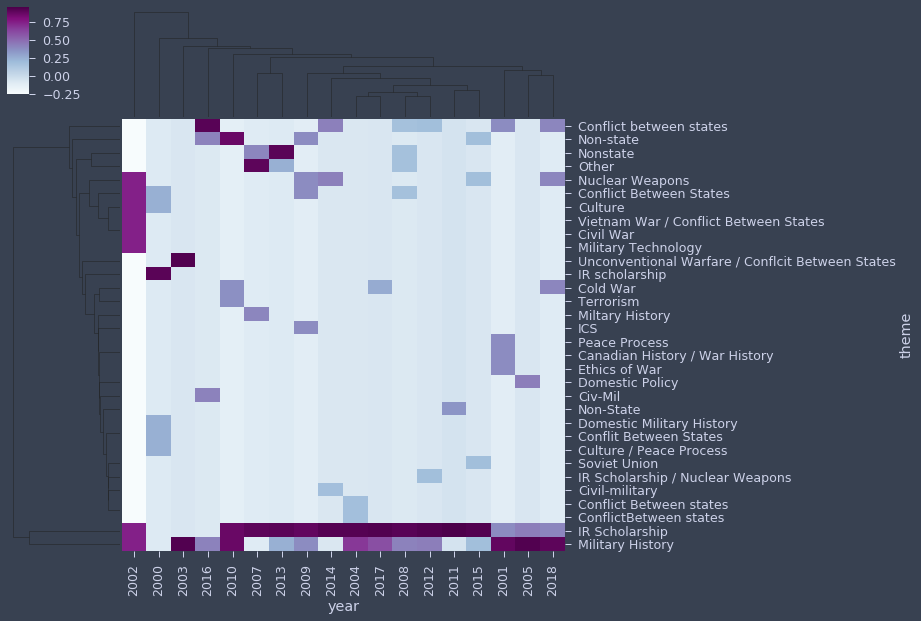 0.75
0.50
0.25
0.00
−0.25
Conflict between states
Non-state
Nonstate
Other
Nuclear Weapons
Conflict Between States
Culture
Vietnam War / Conflict Between States
Civil War
Military Technology
Unconventional Warfare / Conflcit Between States
IR scholarship
Cold War
Terrorism
Miltary History
ICS
Peace Process
Canadian History / War History
Ethics of War
Domestic Policy
Civ-Mil
Non-State
Domestic Military History
Conflit Between States
Culture / Peace Process
Soviet Union
IR Scholarship / Nuclear Weapons
Civil-military
Conflict Between states
ConflictBetween states
IR Scholarship
Military History
theme
2002 2000 2003 2016 2010 2007 2013 2009 2014 2004 2017 2008 2012 2011 2015 2001 2005 2018
year